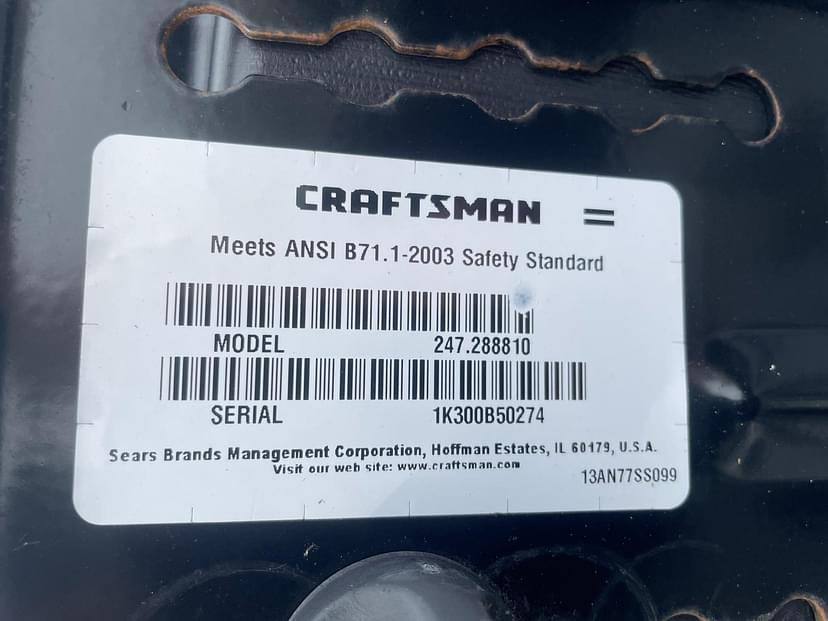 CRAFTSMAN
Meets ANSI B71.1-2003 Safety Standard
MODEL 247.288810
SERIAL 1K300B50274
Sears Brands Management Corporation, Hoffman Estates, IL 60179, U.S.A.
Visit our web site: www.craftsman.com
13AN77SS099